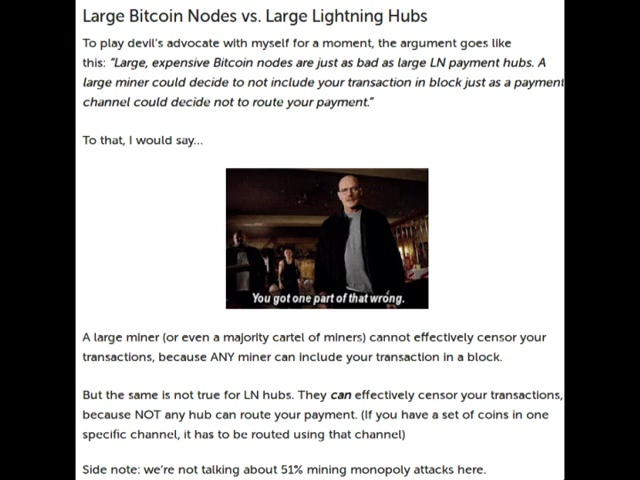 Large Bitcoin Nodes vs. Large Lightning Hubs
To play devil's advocate with myself for a moment, the argument goes like
this: "Large, expensive Bitcoin nodes are just as bad as large LN payment hubs. A
large miner could decide to not include your transaction in block just as a payment
channel could decide not to route your payment."
To that, I would say...
You got one part of that wrong.
A large miner (or even a majority cartel of miners) cannot effectively censor your
transactions, because ANY miner can include your transaction in a block.
But the same is not true for LN hubs. They can effectively censor your transactions,
because NOT any hub can route your payment. (If you have a set of coins in one
specific channel, it has to be routed using that channel)
Side note: we're not talking about 51% mining monopoly attacks here.